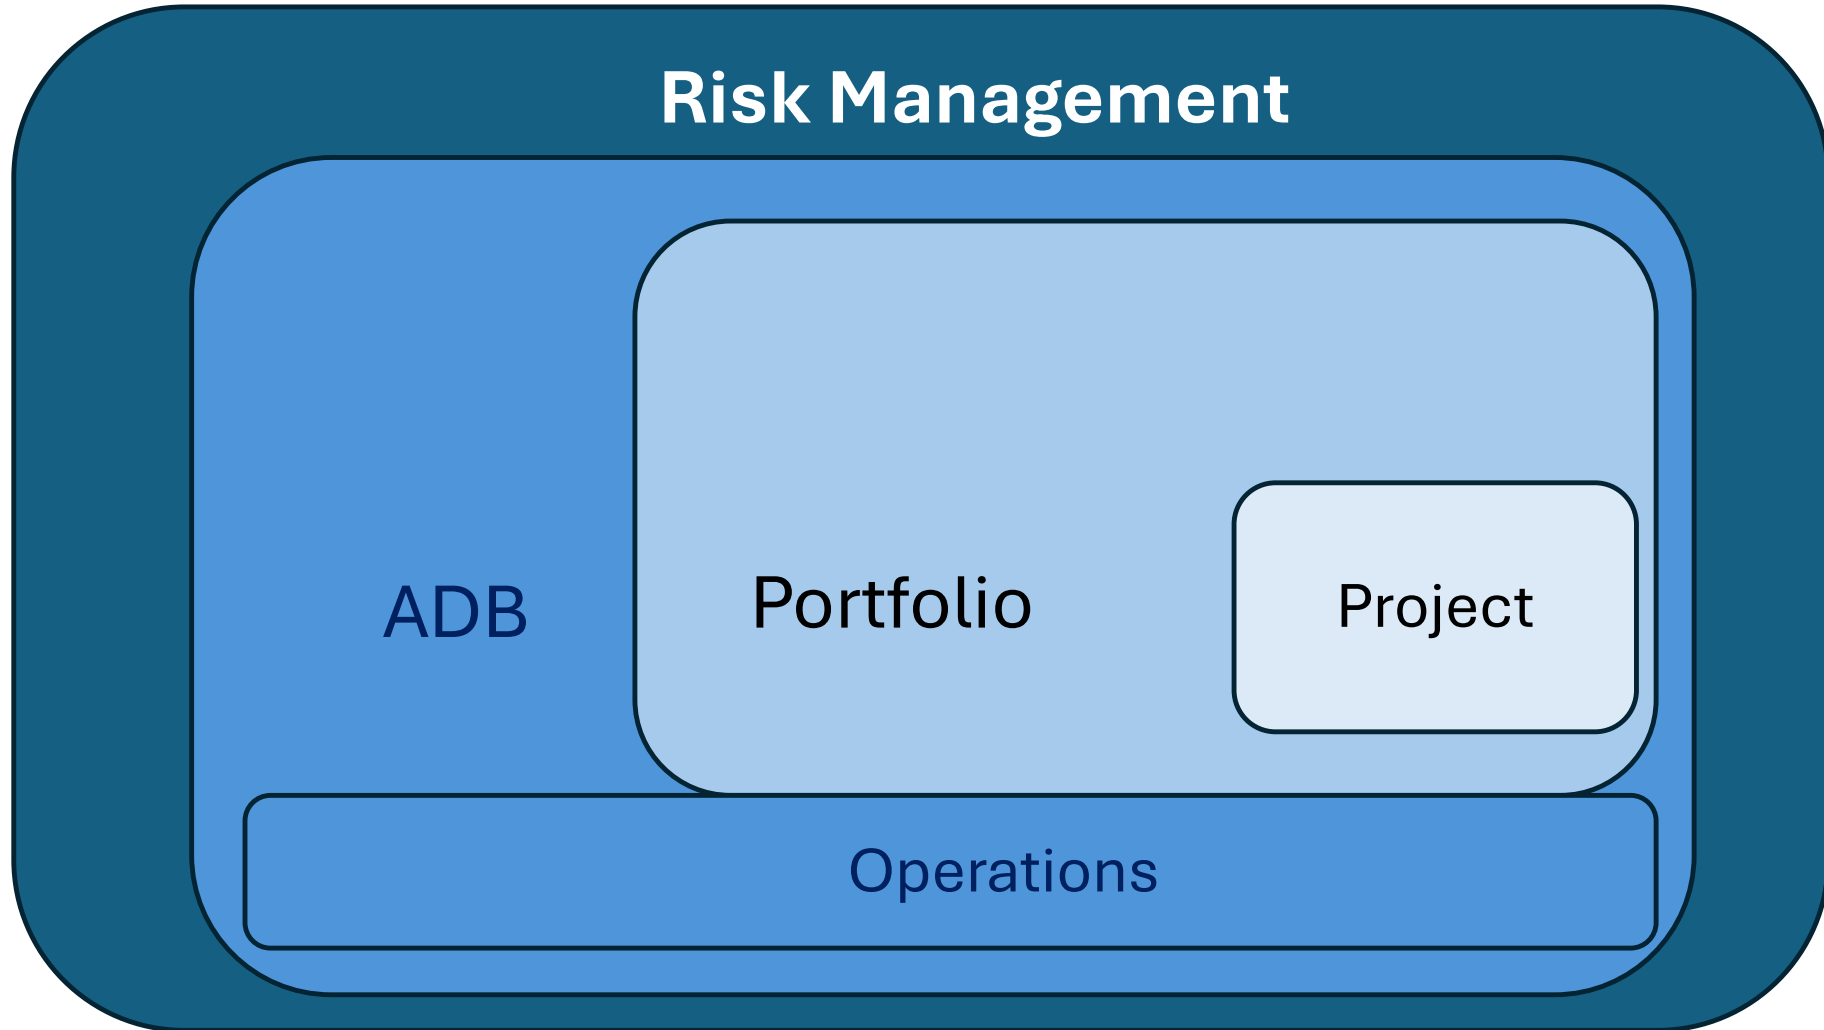 Risk Management
ADB
Portfolio
Project
Operations